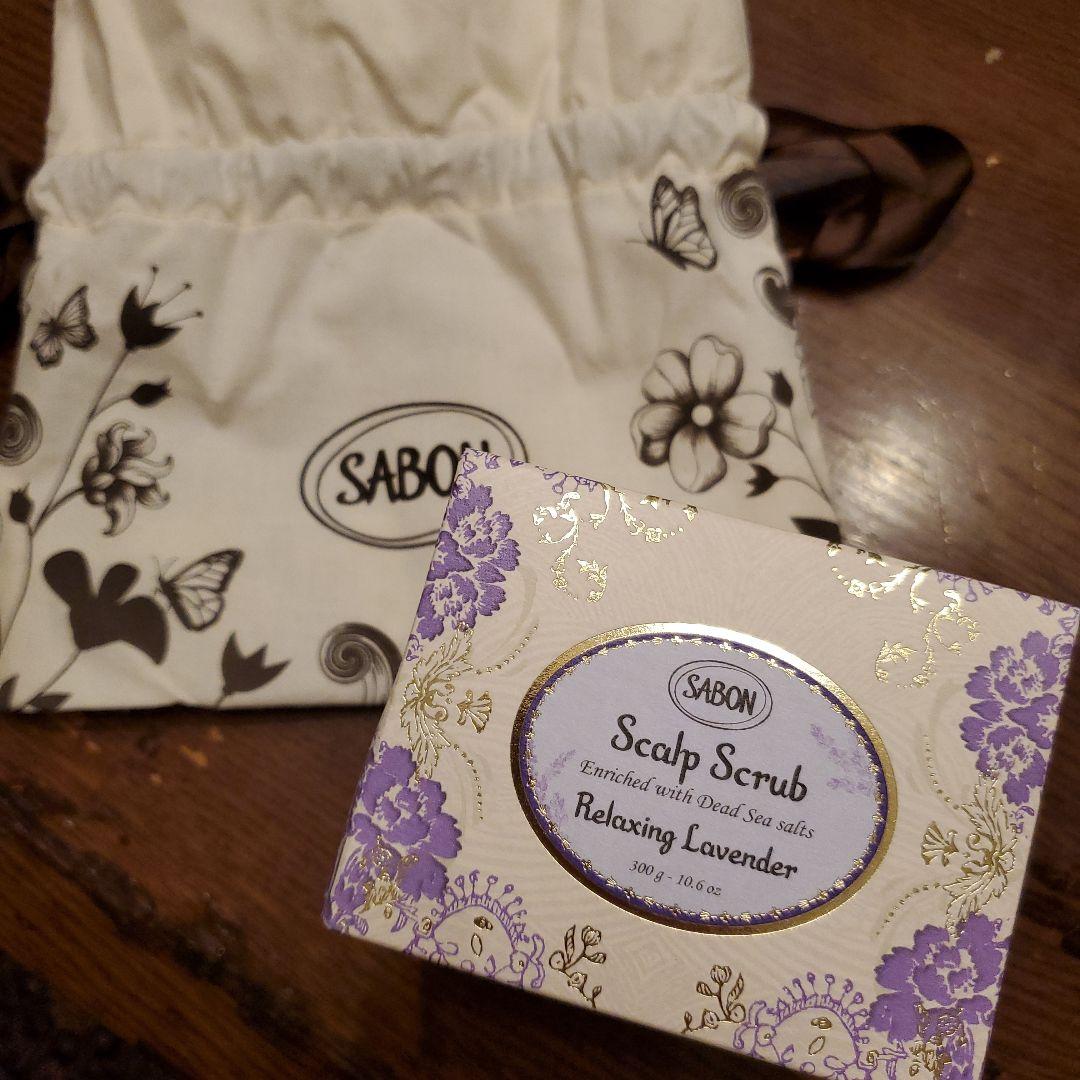 SABON
SABON
Scalp Scrub
Enriched with Dead Sea salts
Relaxing Lavender
300 g - 10.6 oz